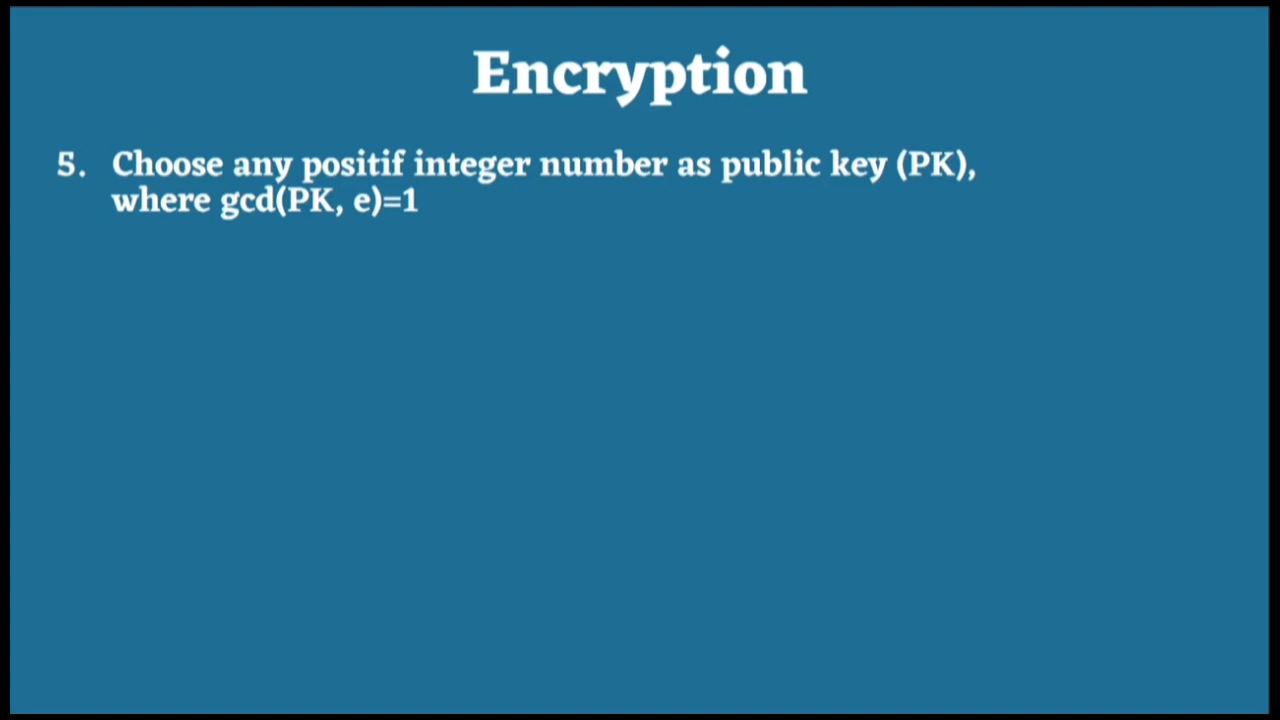 Encryption
5. Choose any positif integer number as public key (PK),
where gcd(PK, e)=1